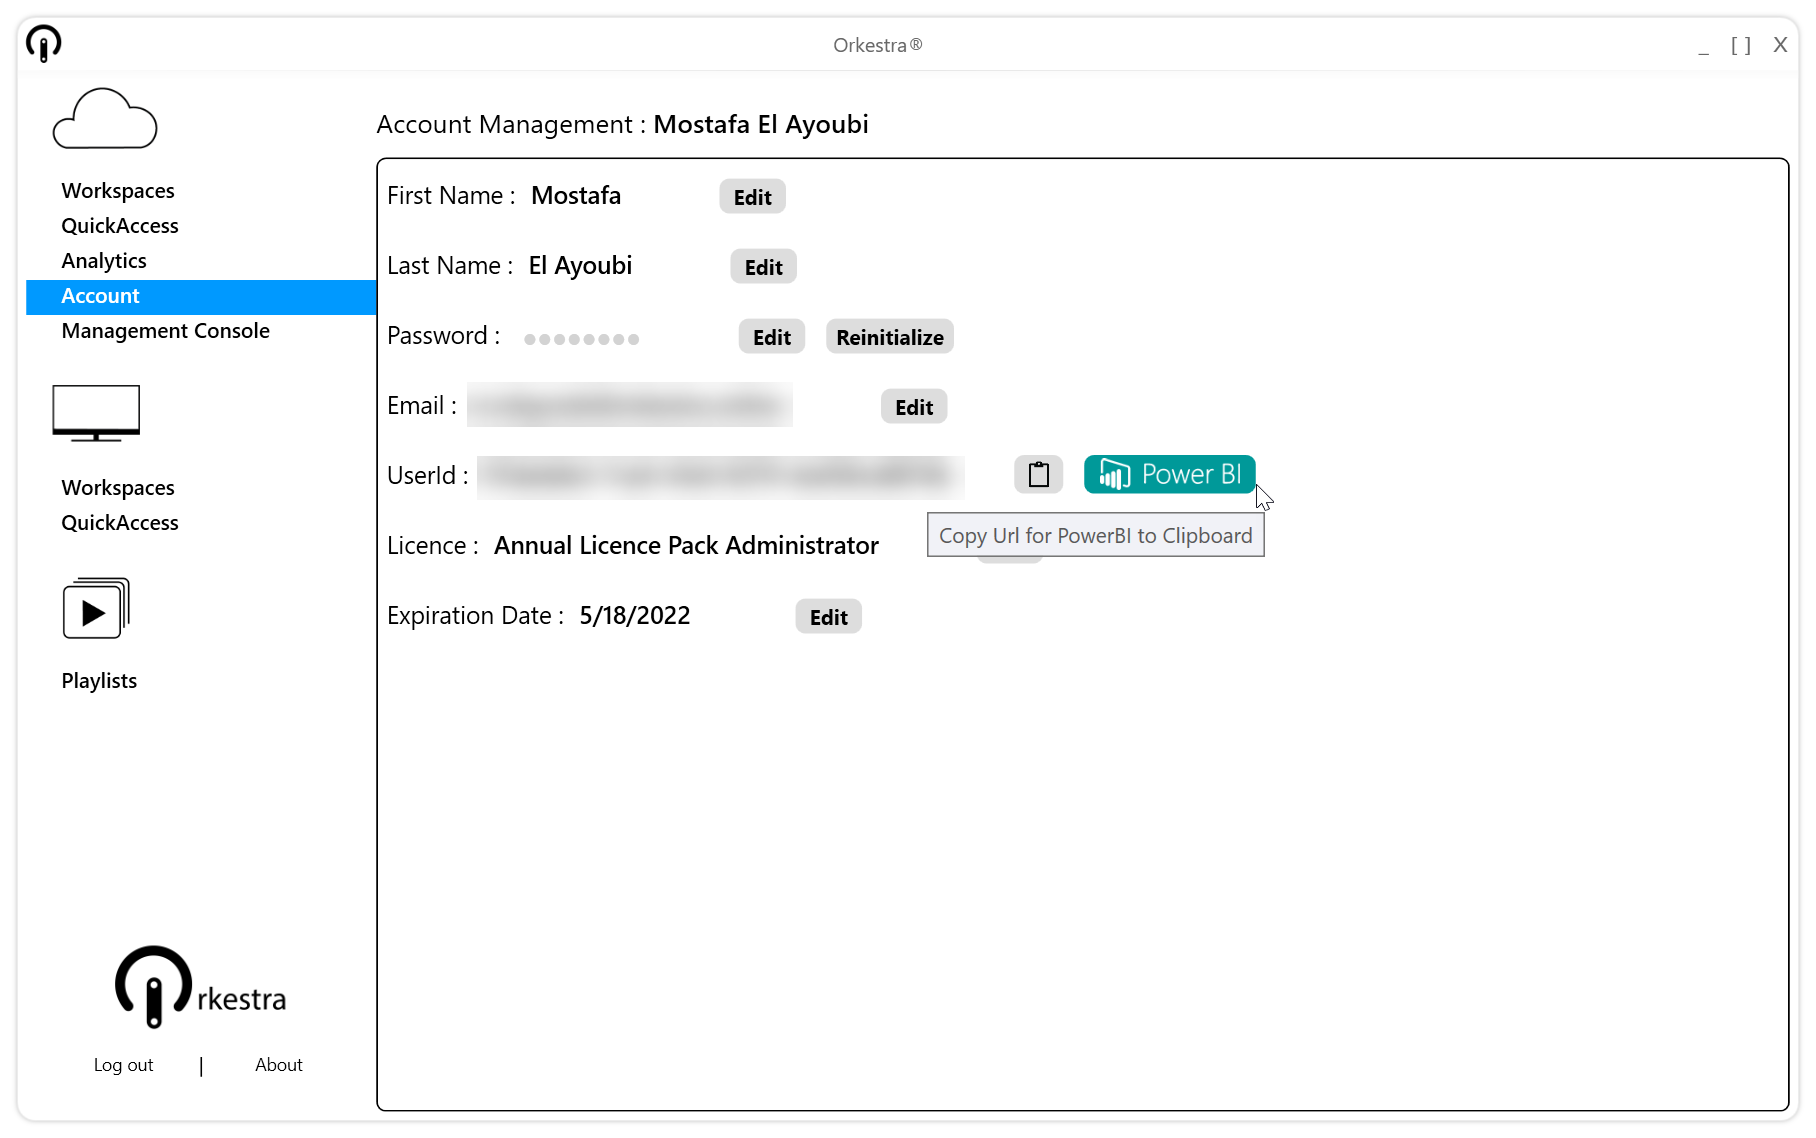 Orkestra®
_ [ ] X
Workspaces
QuickAccess
Analytics
Account
Management Console
Workspaces
QuickAccess
Playlists
rkestra
Log out | About
Account Management : Mostafa El Ayoubi
First Name : Mostafa Edit
Last Name : El Ayoubi Edit
Password : Edit Reinitialize
Email : Edit
UserId : Power BI
Copy Url for PowerBI to Clipboard
Licence : Annual Licence Pack Administrator
Expiration Date : 5/18/2022 Edit